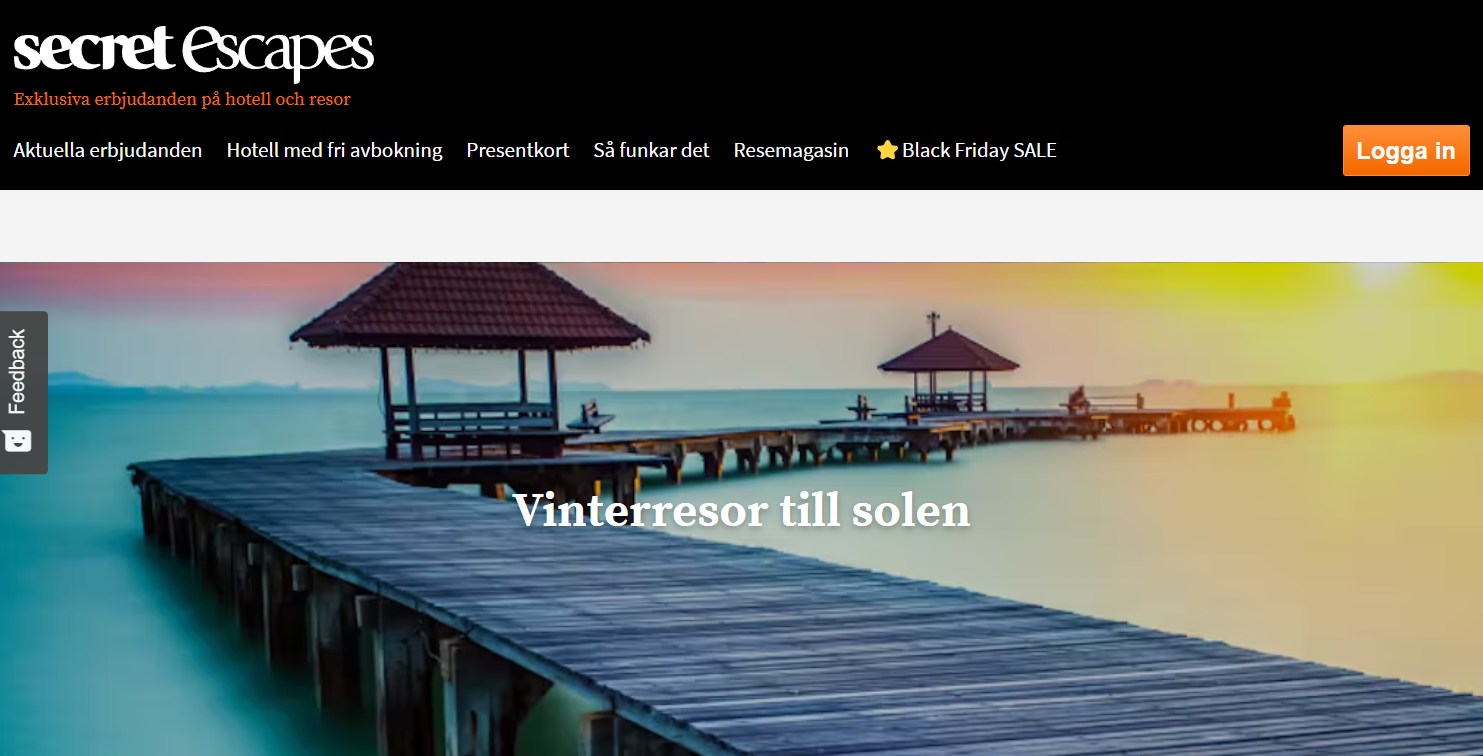 secret escapes
Exklusiva erbjudanden på hotell och resor
Aktuella erbjudanden Hotell med fri avbokning Presentkort Så funkar det Resemagasin Black Friday SALE Logga in
Feedback
Vinterresor till solen